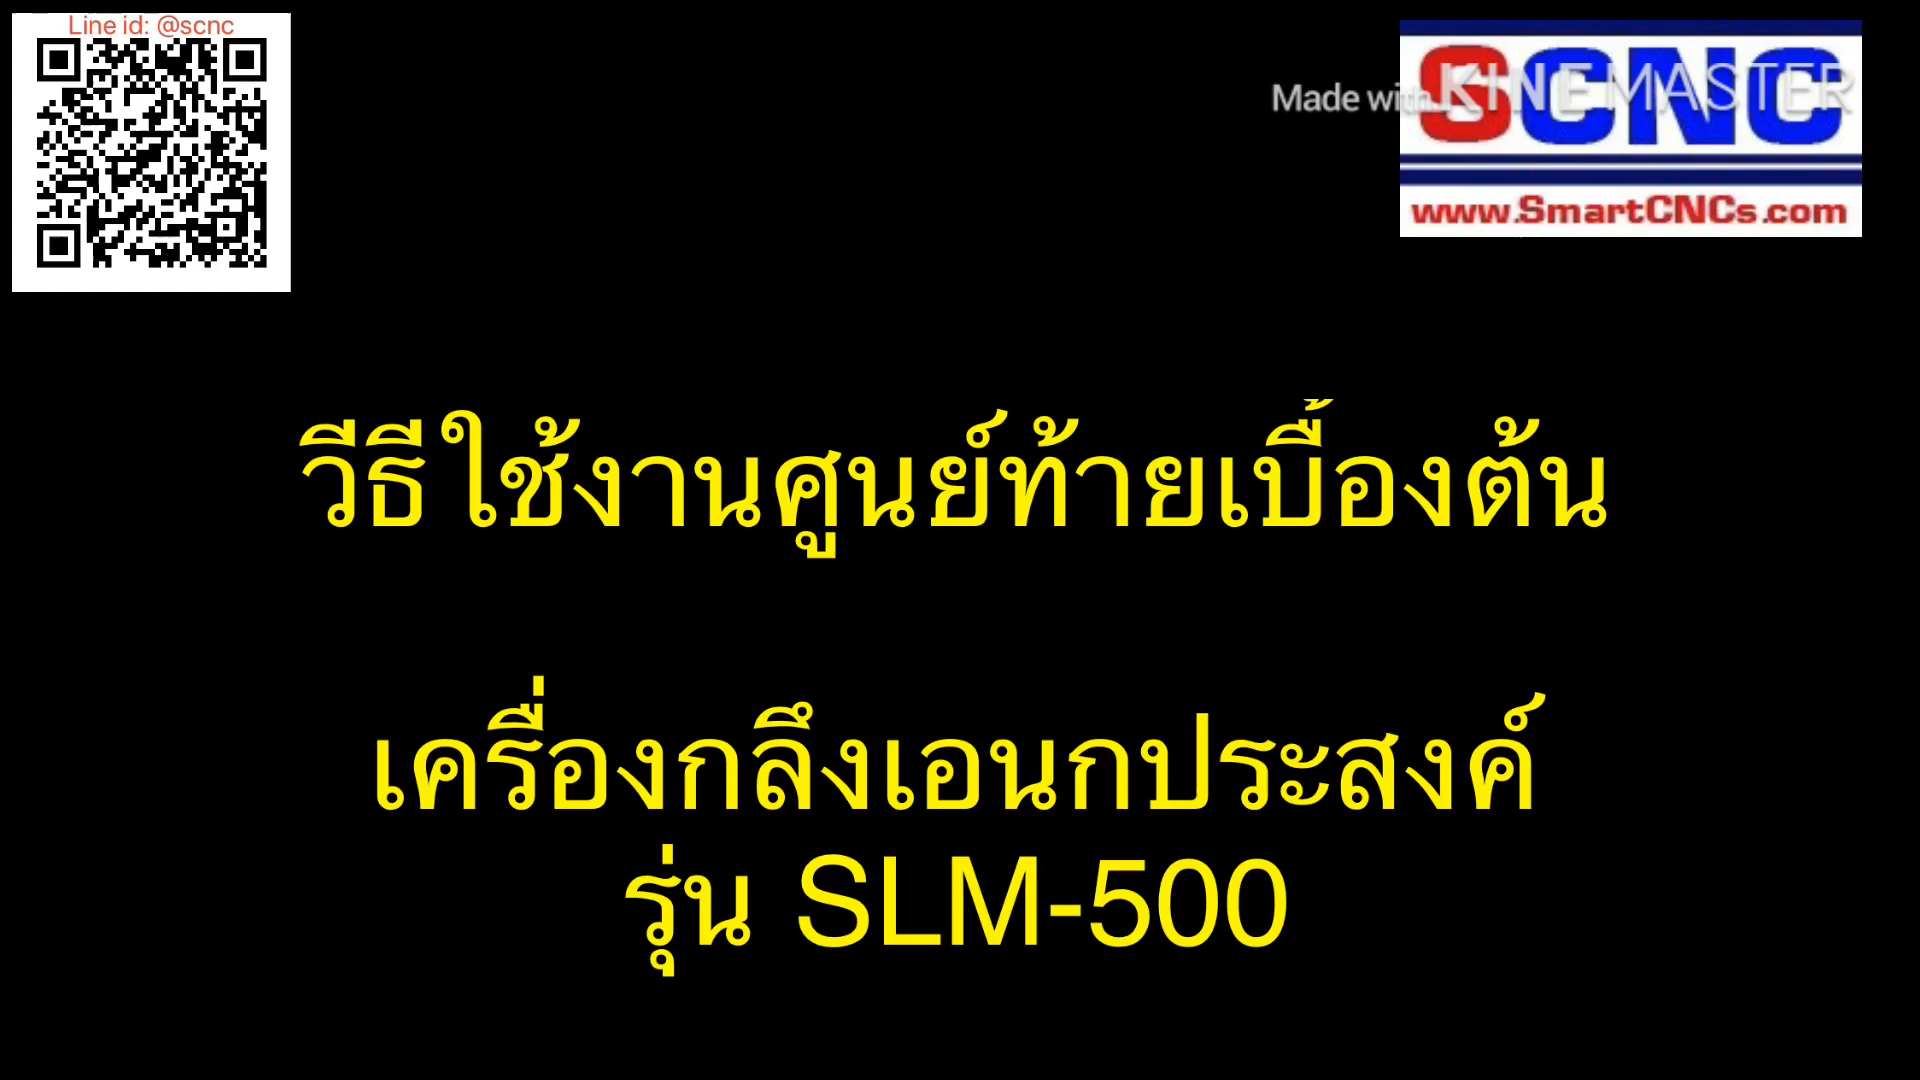 Line id: @scnc
Made with KINEMASTER
SCNC
www.SmartCNCs.com
วีธีใช้งานศูนย์ท้ายเบื้องต้น
เครื่องกลึงเอนกประสงค์
รุ่น SLM-500